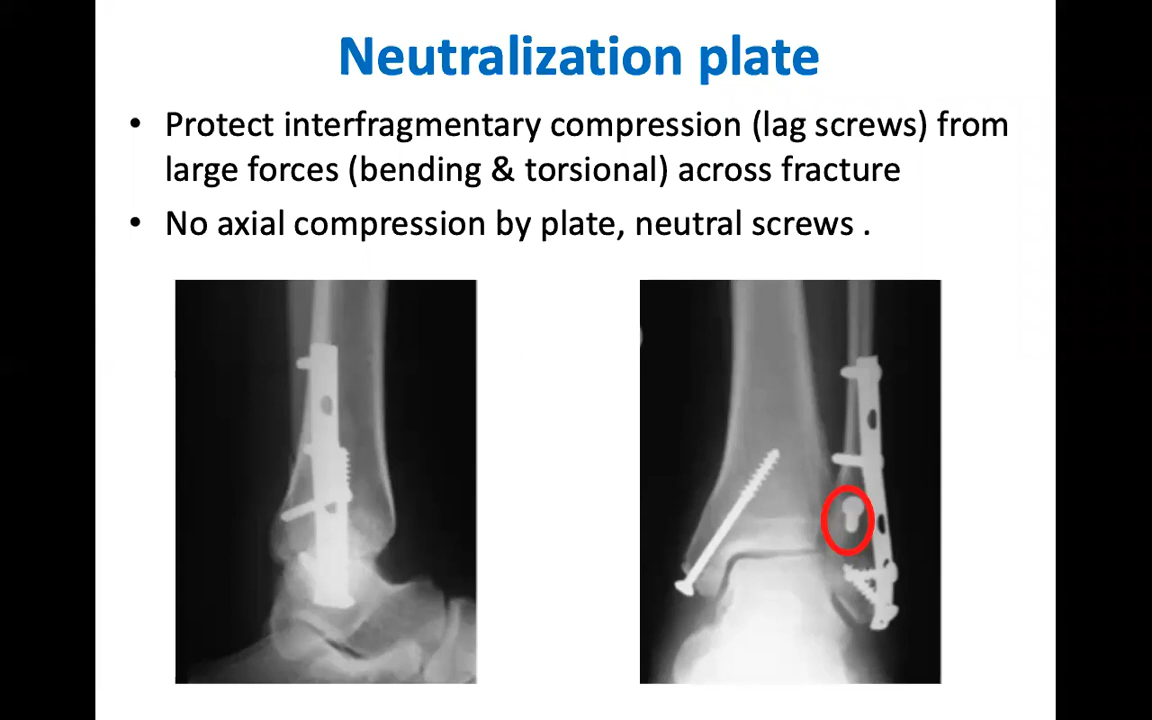 Neutralization plate
• Protect interfragmentary compression (lag screws) from
large forces (bending & torsional) across fracture
• No axial compression by plate, neutral screws .